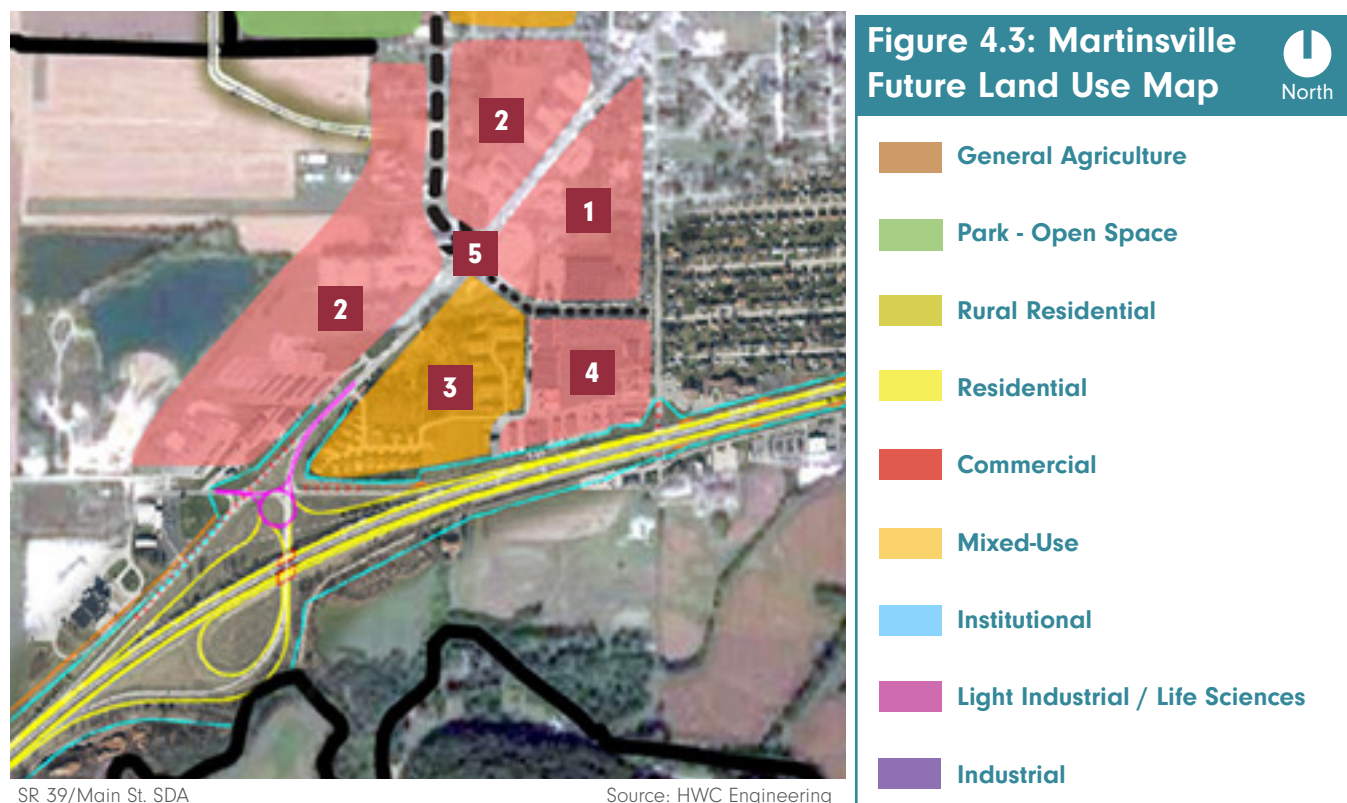 2
1
5
2
3
4
SR 39/Main St. SDA
Source: HWC Engineering
Figure 4.3: Martinsville
Future Land Use Map
North
General Agriculture
Park - Open Space
Rural Residential
Residential
Commercial
Mixed-Use
Institutional
Light Industrial / Life Sciences
Industrial